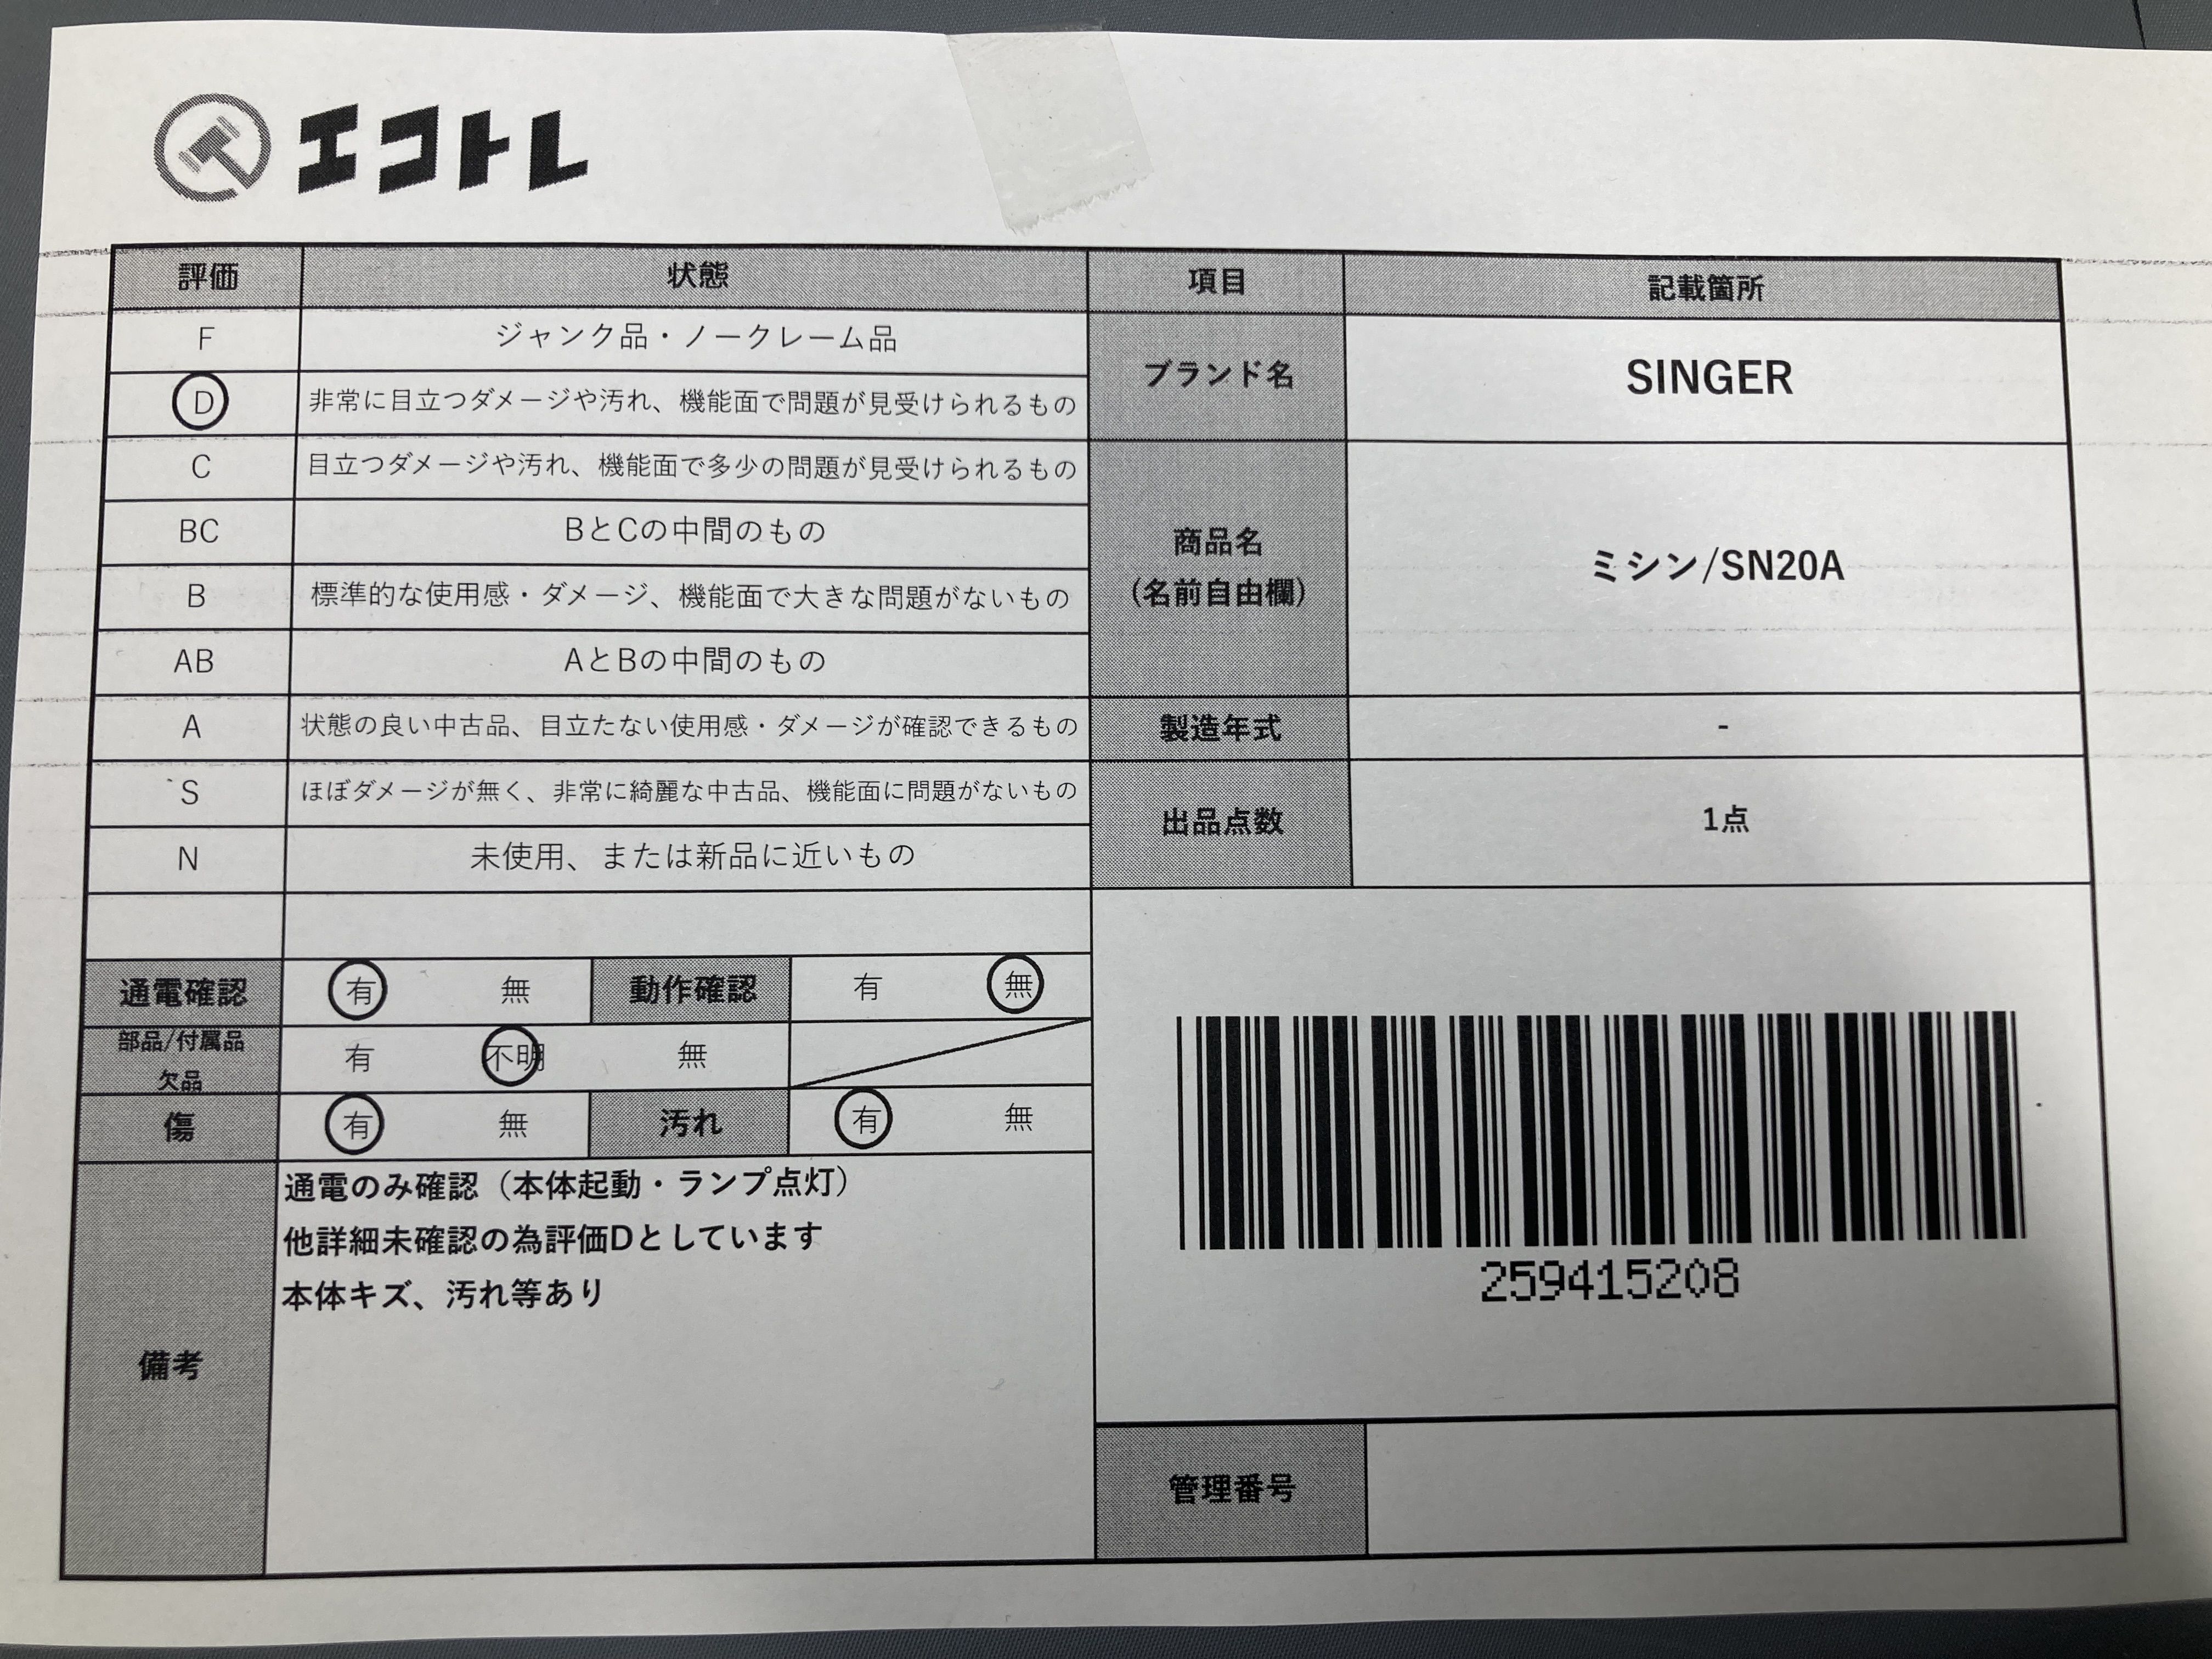 エコトレ
評価 状態 項目 記載箇所
F ジャンク品・ノークレーム品
D 非常に目立つダメージや汚れ、機能面で問題が見受けられるもの
C 目立つダメージや汚れ、機能面で多少の問題が見受けられるもの
BC BとCの中間のもの
B 標準的な使用感・ダメージ、機能面で大きな問題がないもの
AB AとBの中間のもの
A 状態の良い中古品、目立たない使用感・ダメージが確認できるもの
S ほぼダメージが無く、非常に綺麗な中古品、機能面に問題がないもの
N 未使用、または新品に近いもの
ブランド名 SINGER
商品名
(名前自由欄)
ミシン/SN20A
製造年式 -
出品点数 1点
通電確認 有 無 動作確認 有 無
部品/付属品
欠品
有 不明 無
傷 有 無 汚れ 有 無
備考
通電のみ確認（本体起動・ランプ点灯）
他詳細未確認の為評価Dとしています
本体キズ、汚れ等あり
259415208
管理番号